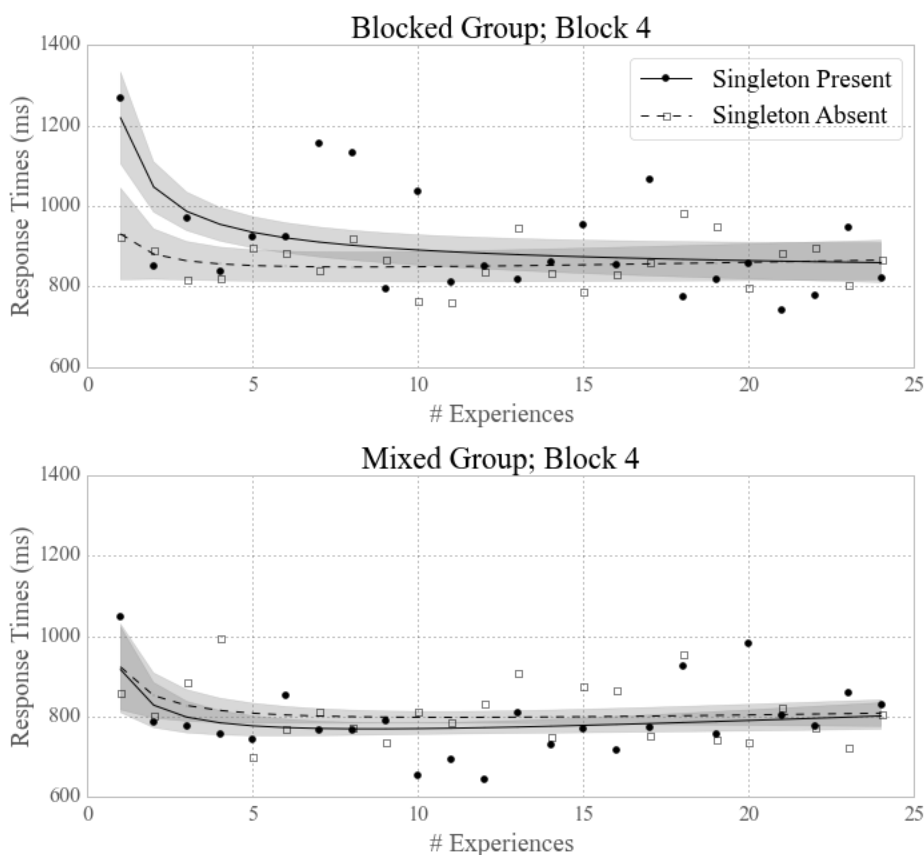 Blocked Group; Block 4
1400
1200
1000
800
600
Response Times (ms)
Singleton Present
Singleton Absent
0 5 10 15 20 25
# Experiences
Mixed Group; Block 4
1400
1200
1000
800
600
Response Times (ms)
0 5 10 15 20 25
# Experiences